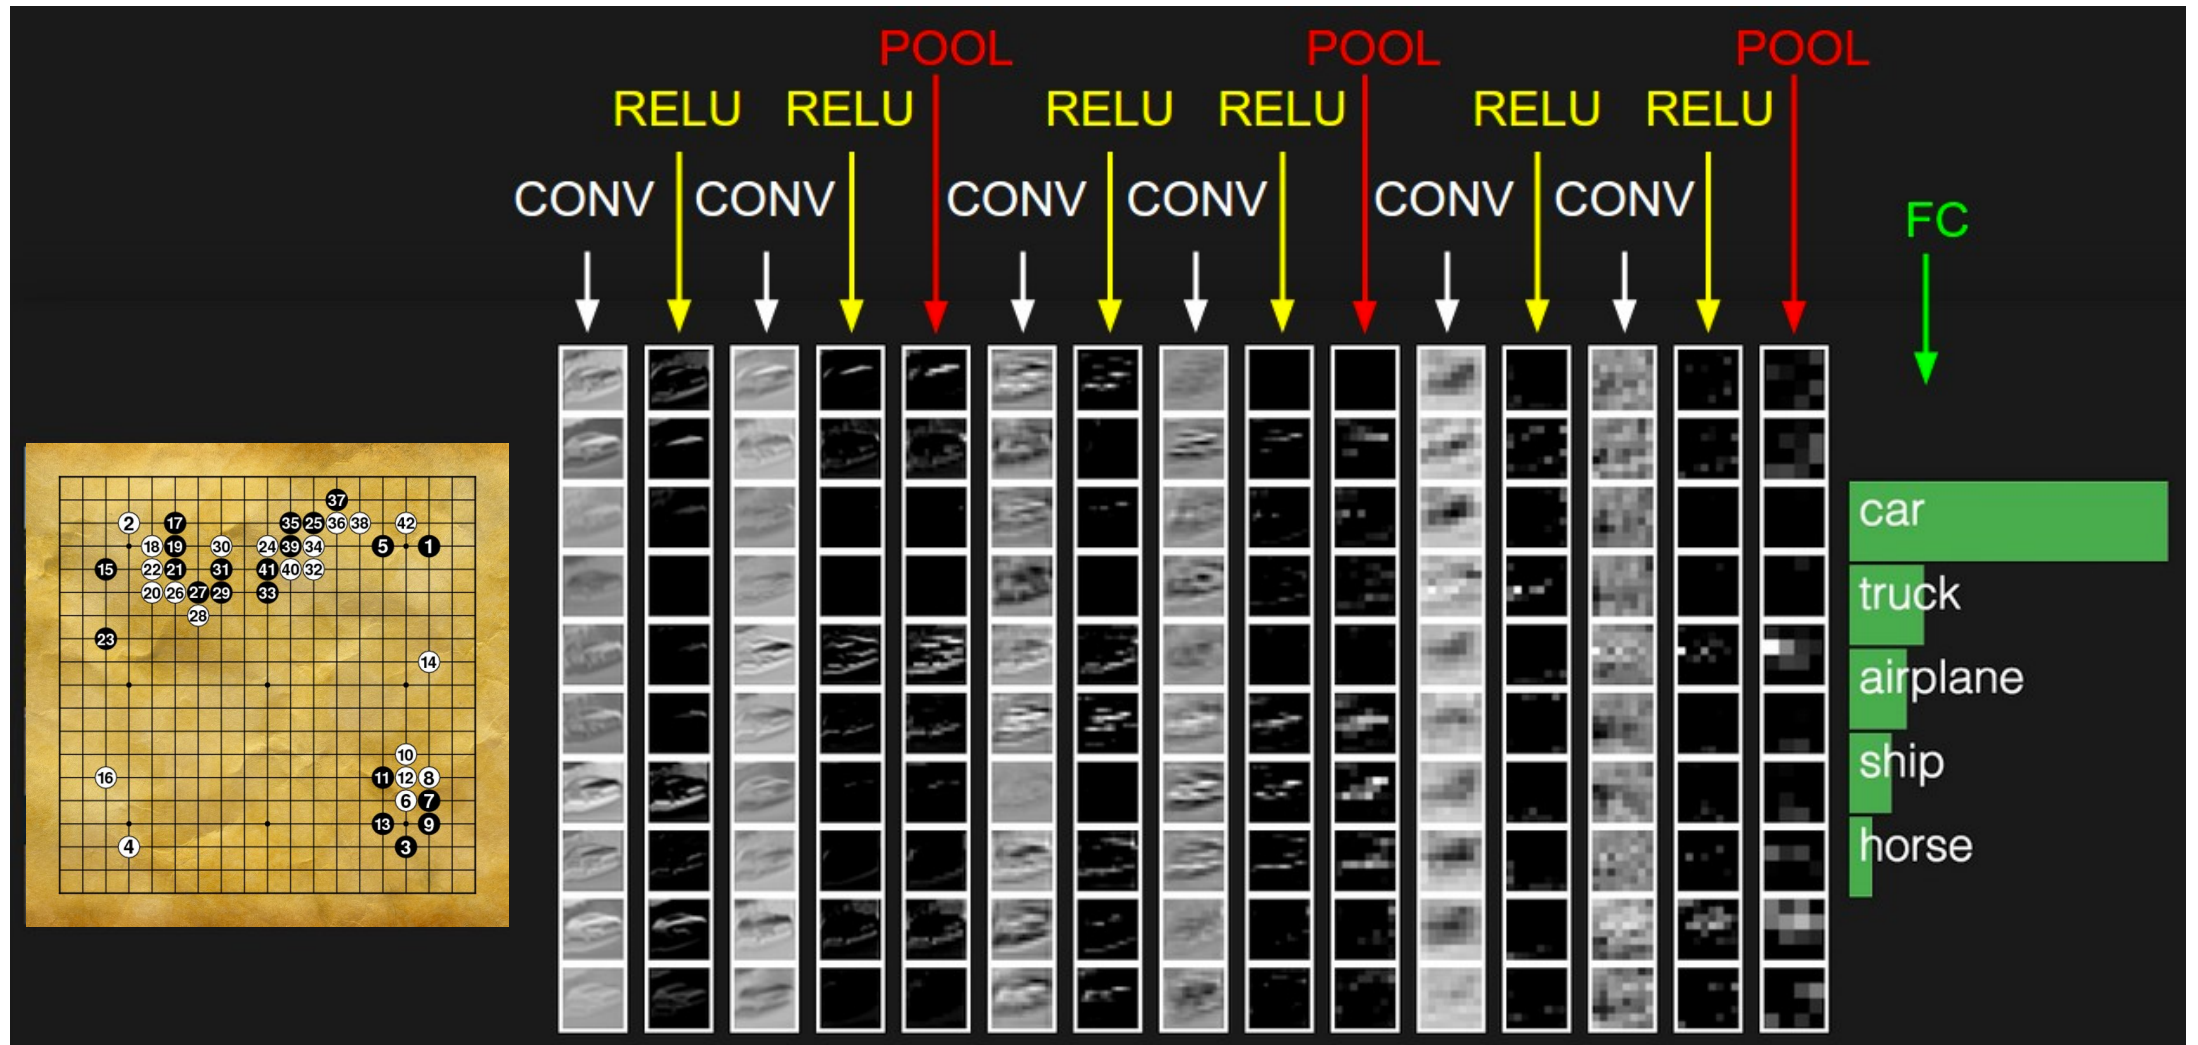 POOL POOL POOL
RELU RELU RELU RELU RELU RELU
CONV CONV CONV CONV CONV CONV
FC
car
truck
airplane
ship
horse
37
2 17 35 25 36 38 42
18 19 30 24 39 34 5 1
15 22 21 31 41 40 32
20 26 27 29 33
28
23
14
10
16 11 12 8
6 7
13 9
4 3